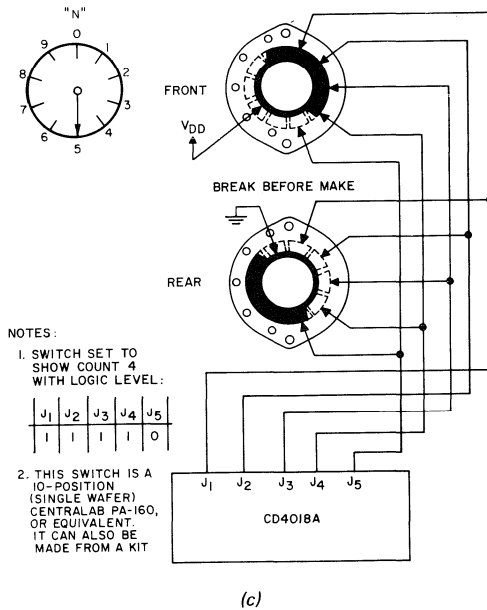 "N"
0
1
2
3
4
5
6
7
8
9
FRONT
VDD
BREAK BEFORE MAKE
REAR
NOTES:
1. SWITCH SET TO
SHOW COUNT 4
WITH LOGIC LEVEL:
J1 J2 J3 J4 J5
1 1 1 1 0
2. THIS SWITCH IS A
10-POSITION
(SINGLE WAFER)
CENTRALAB PA-160,
OR EQUIVALENT.
IT CAN ALSO BE
MADE FROM A KIT
J1 J2 J3 J4 J5
CD4018A
(c)